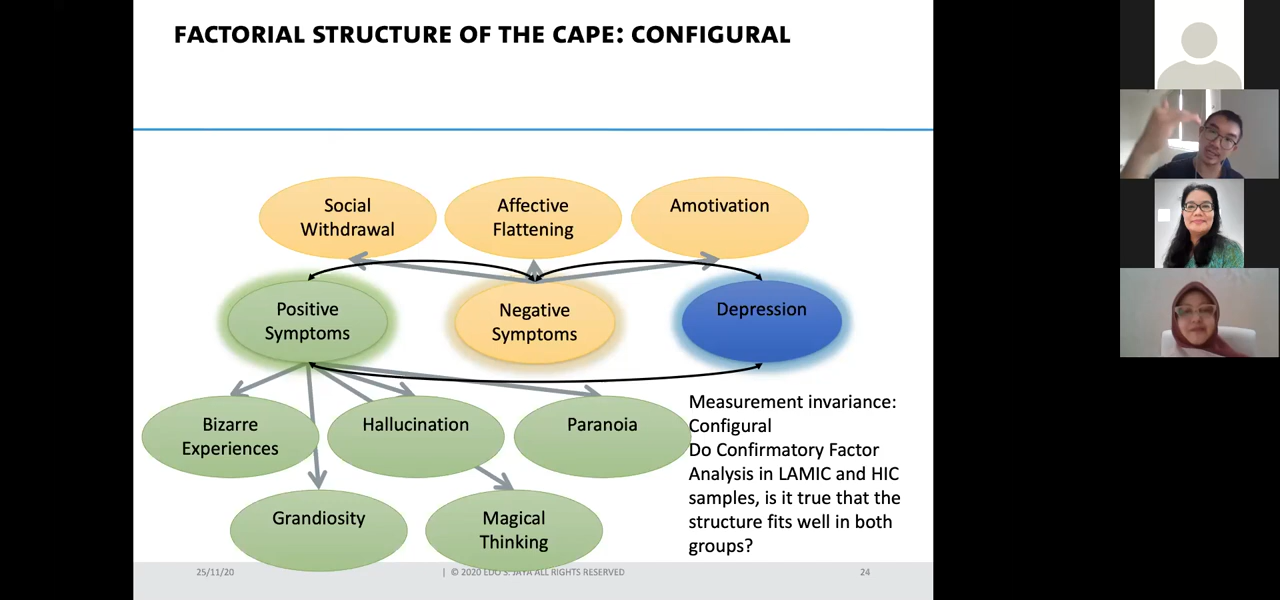 FACTORIAL STRUCTURE OF THE CAPE: CONFIGURAL
Social
Withdrawal
Affective
Flattening
Amotivation
Positive
Symptoms
Negative
Symptoms
Depression
Bizarre
Experiences
Hallucination
Paranoia
Grandiosity
Magical
Thinking
Measurement invariance:
Configural
Do Confirmatory Factor
Analysis in LAMIC and HIC
samples, is it true that the
structure fits well in both
groups?
25/11/20
| © 2020 EDO S. JAYA ALL RIGHTS RESERVED
24